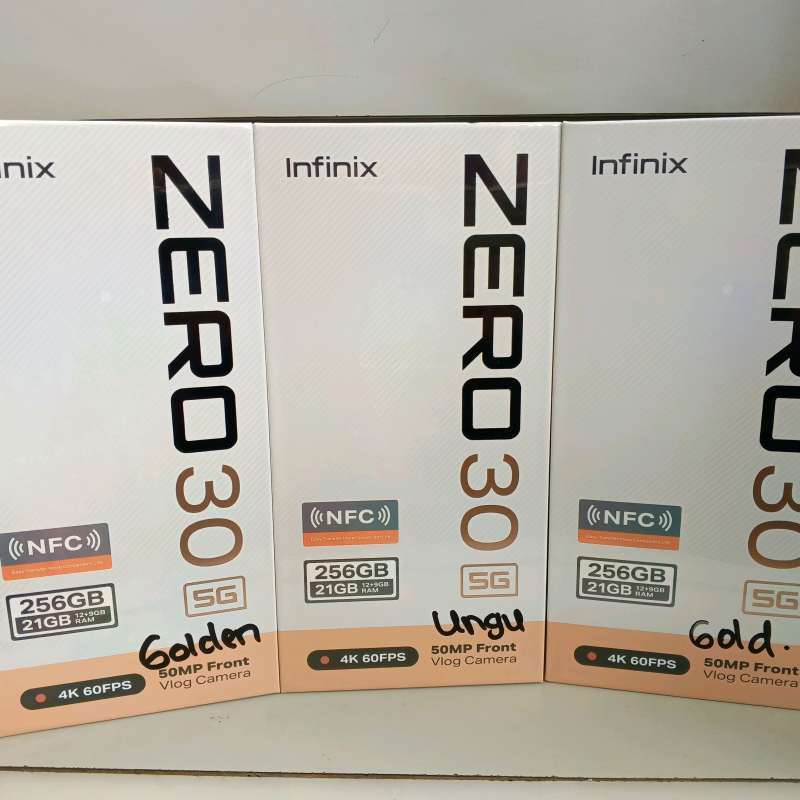 inix
ZERO 30
5G
NFC
256GB
21GB 12+9GB RAM
Golden
4K 60FPS
50MP Front
Vlog Camera
Infinix
ZERO 30
5G
NFC
256GB
21GB 12+9GB RAM
Ungu
4K 60FPS
50MP Front
Vlog Camera
Infinix
ZERO 30
5G
NFC
256GB
21GB 12+9GB RAM
Gold.
4K 60FPS
50MP Front
Vlog Camera